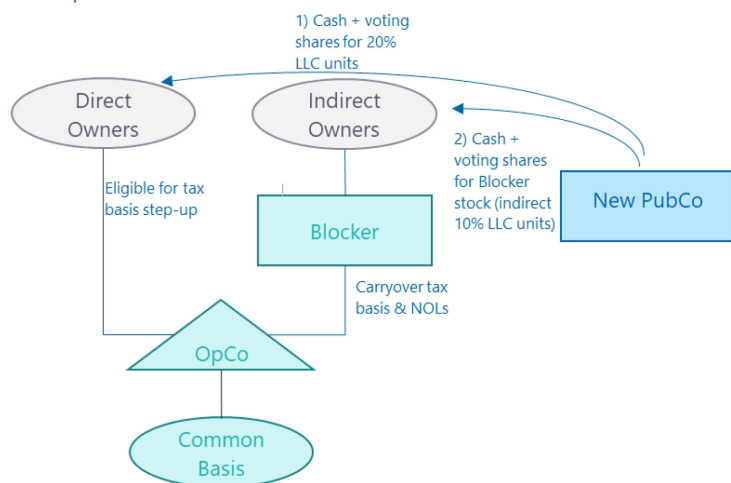 1) Cash + voting
shares for 20%
LLC units
Direct
Owners
Indirect
Owners
2) Cash +
voting shares
for Blocker
stock (indirect
10% LLC units)
New PubCo
Eligible for tax
basis step-up
Blocker
Carryover tax
basis & NOLs
OpCo
Common
Basis